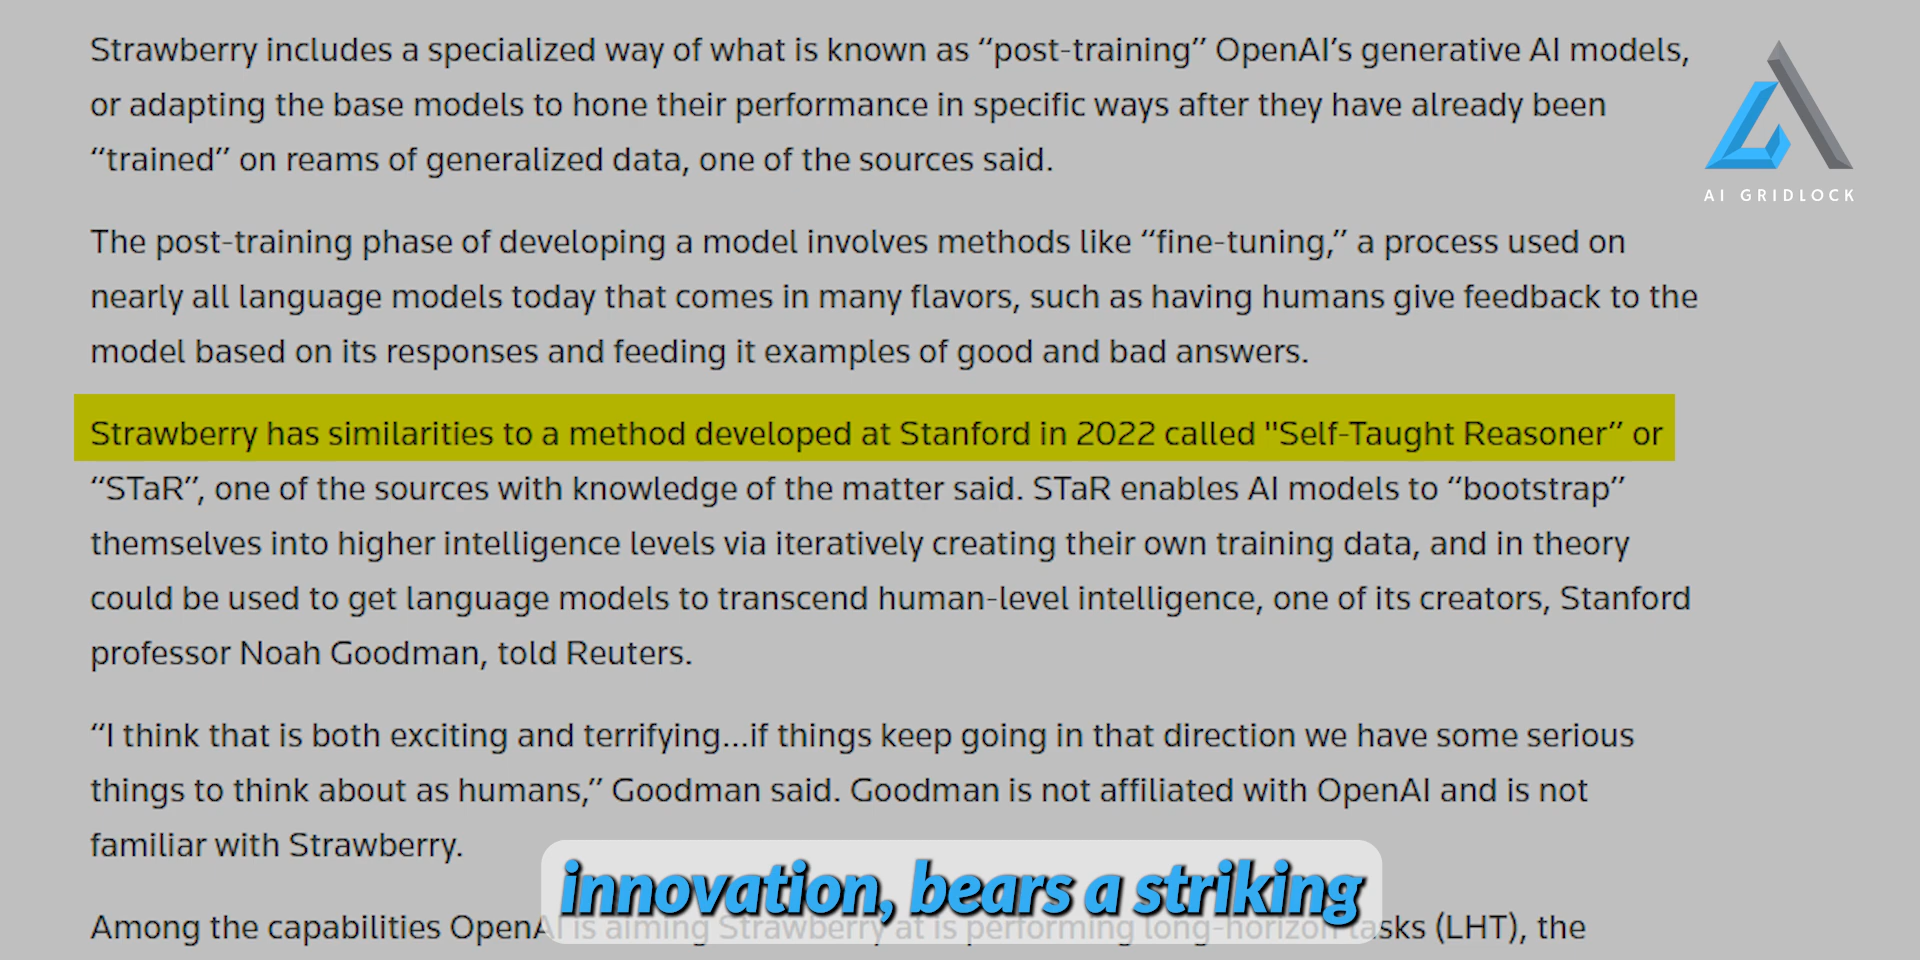 Strawberry includes a specialized way of what is known as “post-training” OpenAI’s generative AI models,
or adapting the base models to hone their performance in specific ways after they have already been
“trained” on reams of generalized data, one of the sources said.
AI GRIDLOCK
The post-training phase of developing a model involves methods like “fine-tuning,” a process used on
nearly all language models today that comes in many flavors, such as having humans give feedback to the
model based on its responses and feeding it examples of good and bad answers.
Strawberry has similarities to a method developed at Stanford in 2022 called "Self-Taught Reasoner” or
“STaR”, one of the sources with knowledge of the matter said. STaR enables AI models to “bootstrap”
themselves into higher intelligence levels via iteratively creating their own training data, and in theory
could be used to get language models to transcend human-level intelligence, one of its creators, Stanford
professor Noah Goodman, told Reuters.
“I think that is both exciting and terrifying…if things keep going in that direction we have some serious
things to think about as humans,” Goodman said. Goodman is not affiliated with OpenAI and is not
familiar with Strawberry.
innovation, bears a striking
Among the capabilities OpenAI is aiming Strawberry at is performing long-horizon tasks (LHT), the